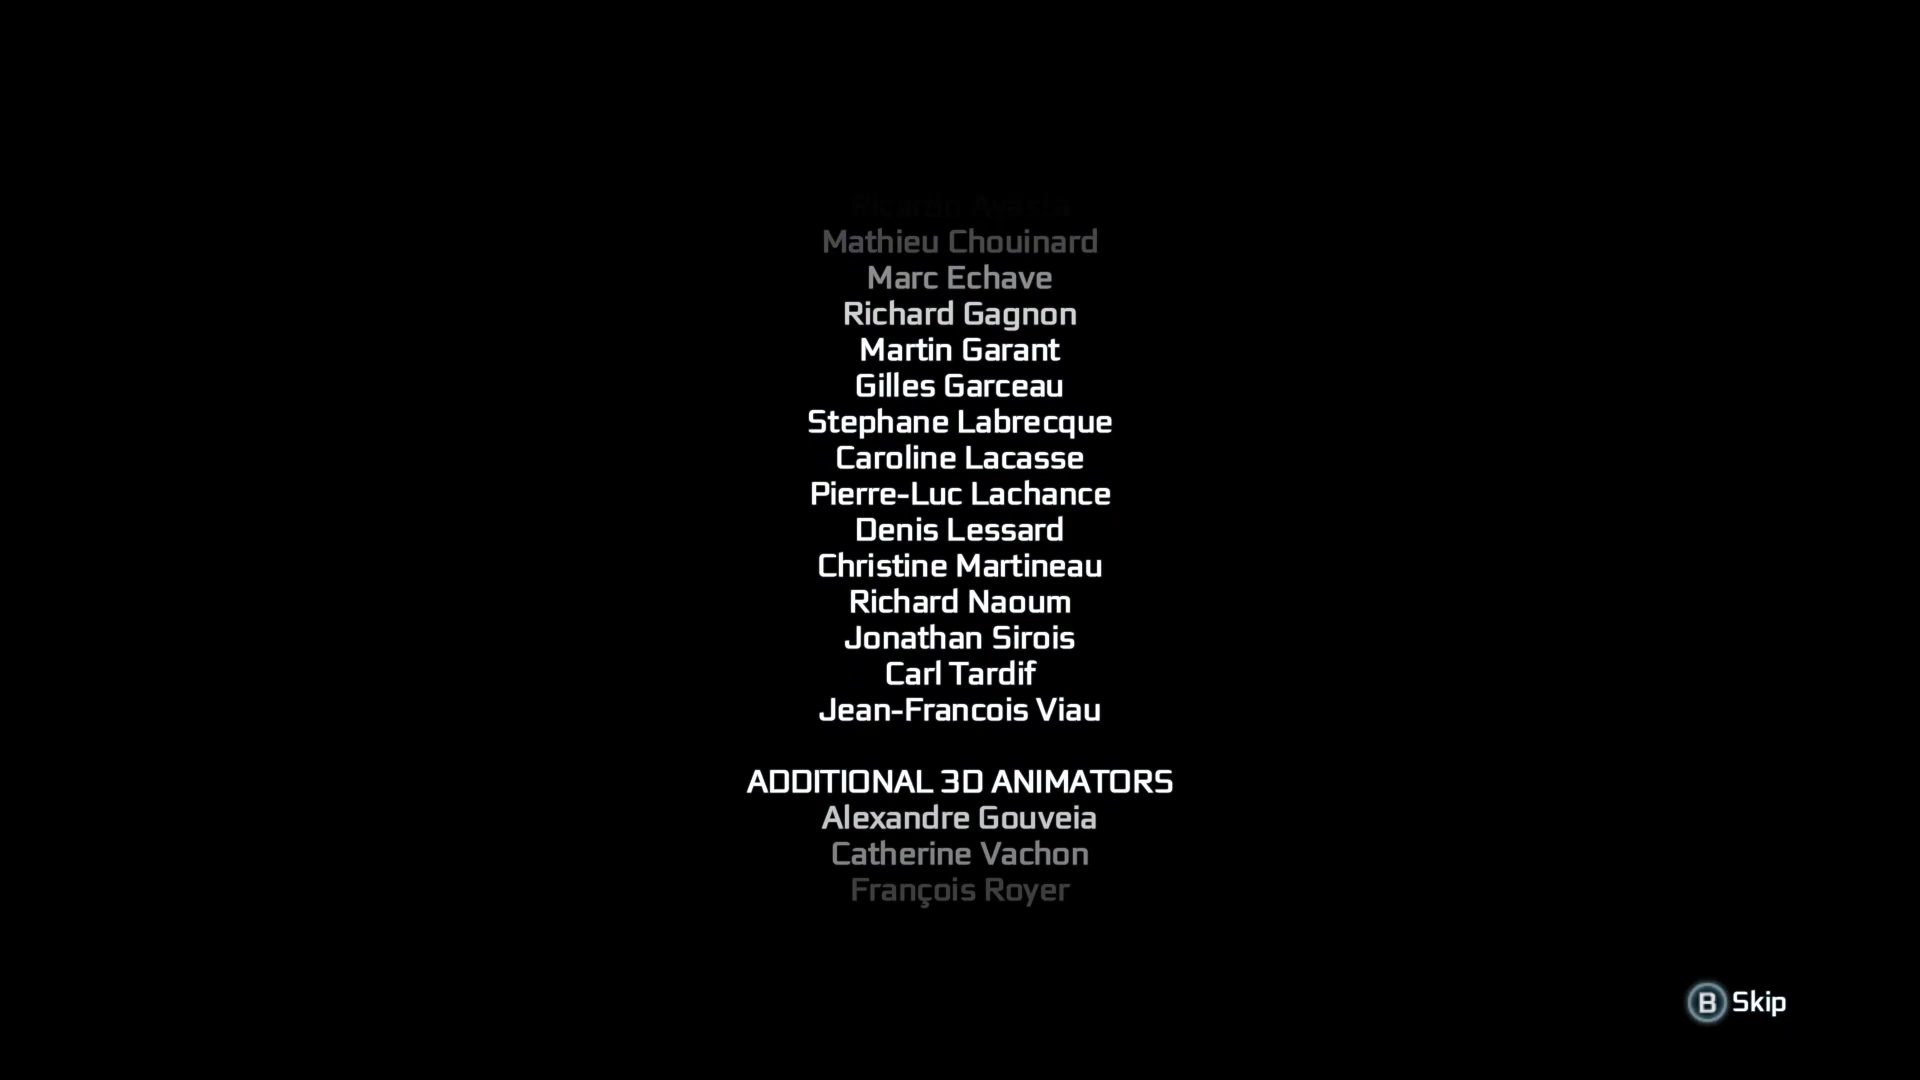 Mathieu Chouinard
Marc Echave
Richard Gagnon
Martin Garant
Gilles Garceau
Stephane Labrecque
Caroline Lacasse
Pierre-Luc Lachance
Denis Lessard
Christine Martineau
Richard Naoum
Jonathan Sirois
Carl Tardif
Jean-Francois Viau
ADDITIONAL 3D ANIMATORS
Alexandre Gouveia
Catherine Vachon
François Royer
B Skip